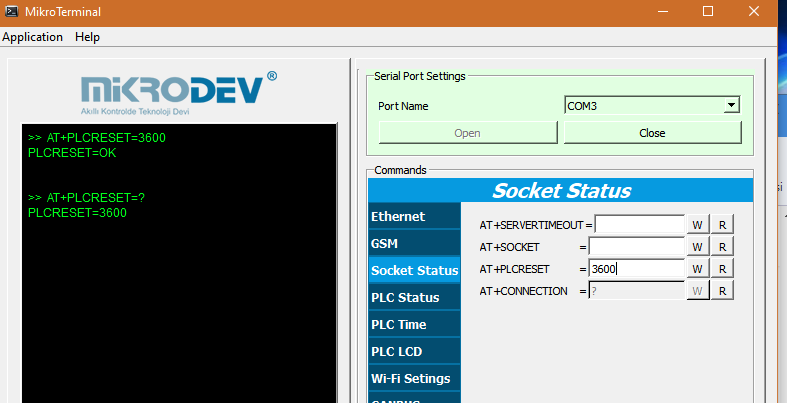 MikroTerminal
Application Help
MiKRODEV®
Akıllı Kontrolde Teknoloji Devi
>> AT+PLCRESET=3600
PLCRESET=OK
>> AT+PLCRESET=?
PLCRESET=3600
Serial Port Settings
Port Name COM3
Open Close
Commands
Socket Status
Ethernet
GSM
Socket Status
PLC Status
PLC Time
PLC LCD
Wi-Fi Setings
AT+SERVERTIMEOUT = W R
AT+SOCKET = W R
AT+PLCRESET = 3600 W R
AT+CONNECTION = ? W R
si